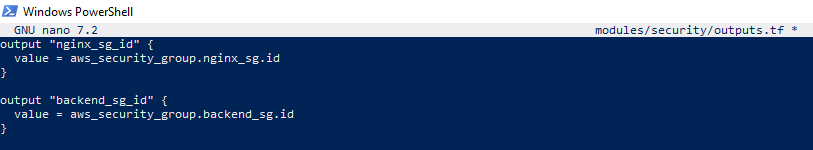 Windows PowerShell
GNU nano 7.2 modules/security/outputs.tf *
output "nginx_sg_id" {
  value = aws_security_group.nginx_sg.id
}

output "backend_sg_id" {
  value = aws_security_group.backend_sg.id
}